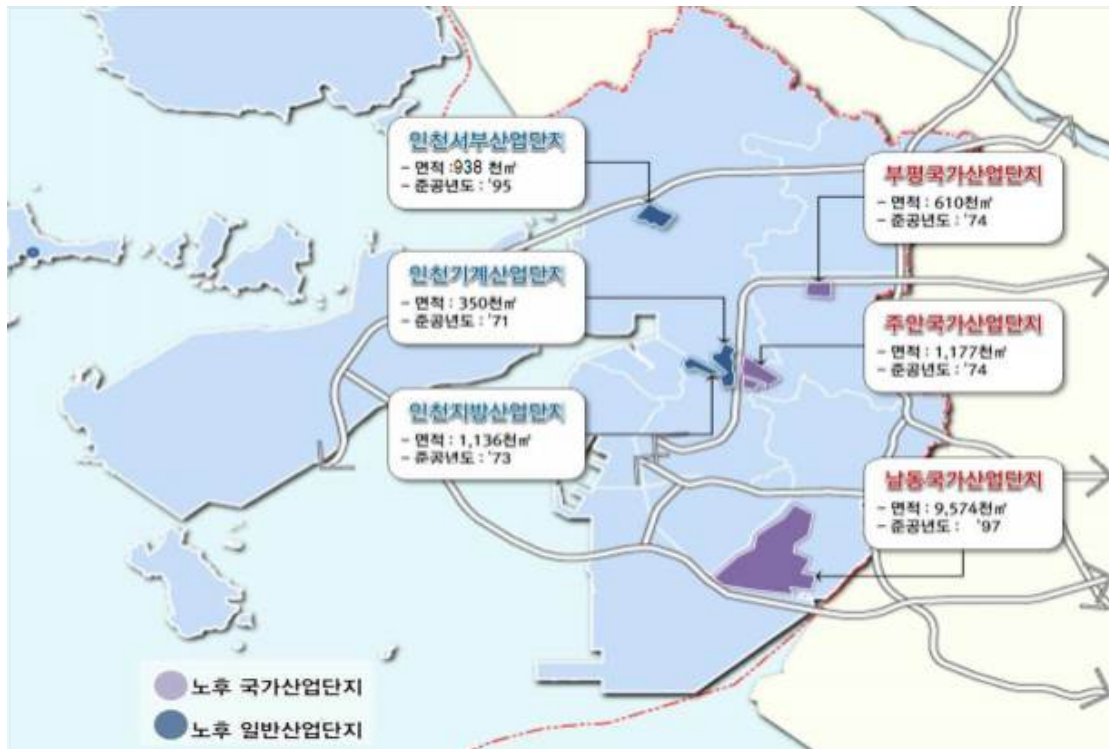 인천서부산업단지
- 면적 :938 천㎡
- 준공년도 : '95
부평국가산업단지
- 면적 : 610천㎡
- 준공년도 : '74
인천기계산업단지
- 면적 : 350천㎡
- 준공년도 : '71
주안국가산업단지
- 면적 : 1,177천㎡
- 준공년도 : '74
인천지방산업단지
- 면적 : 1,136천㎡
- 준공년도 : '73
남동국가산업단지
- 면적 : 9,574천㎡
- 준공년도 : '97
노후 국가산업단지
노후 일반산업단지